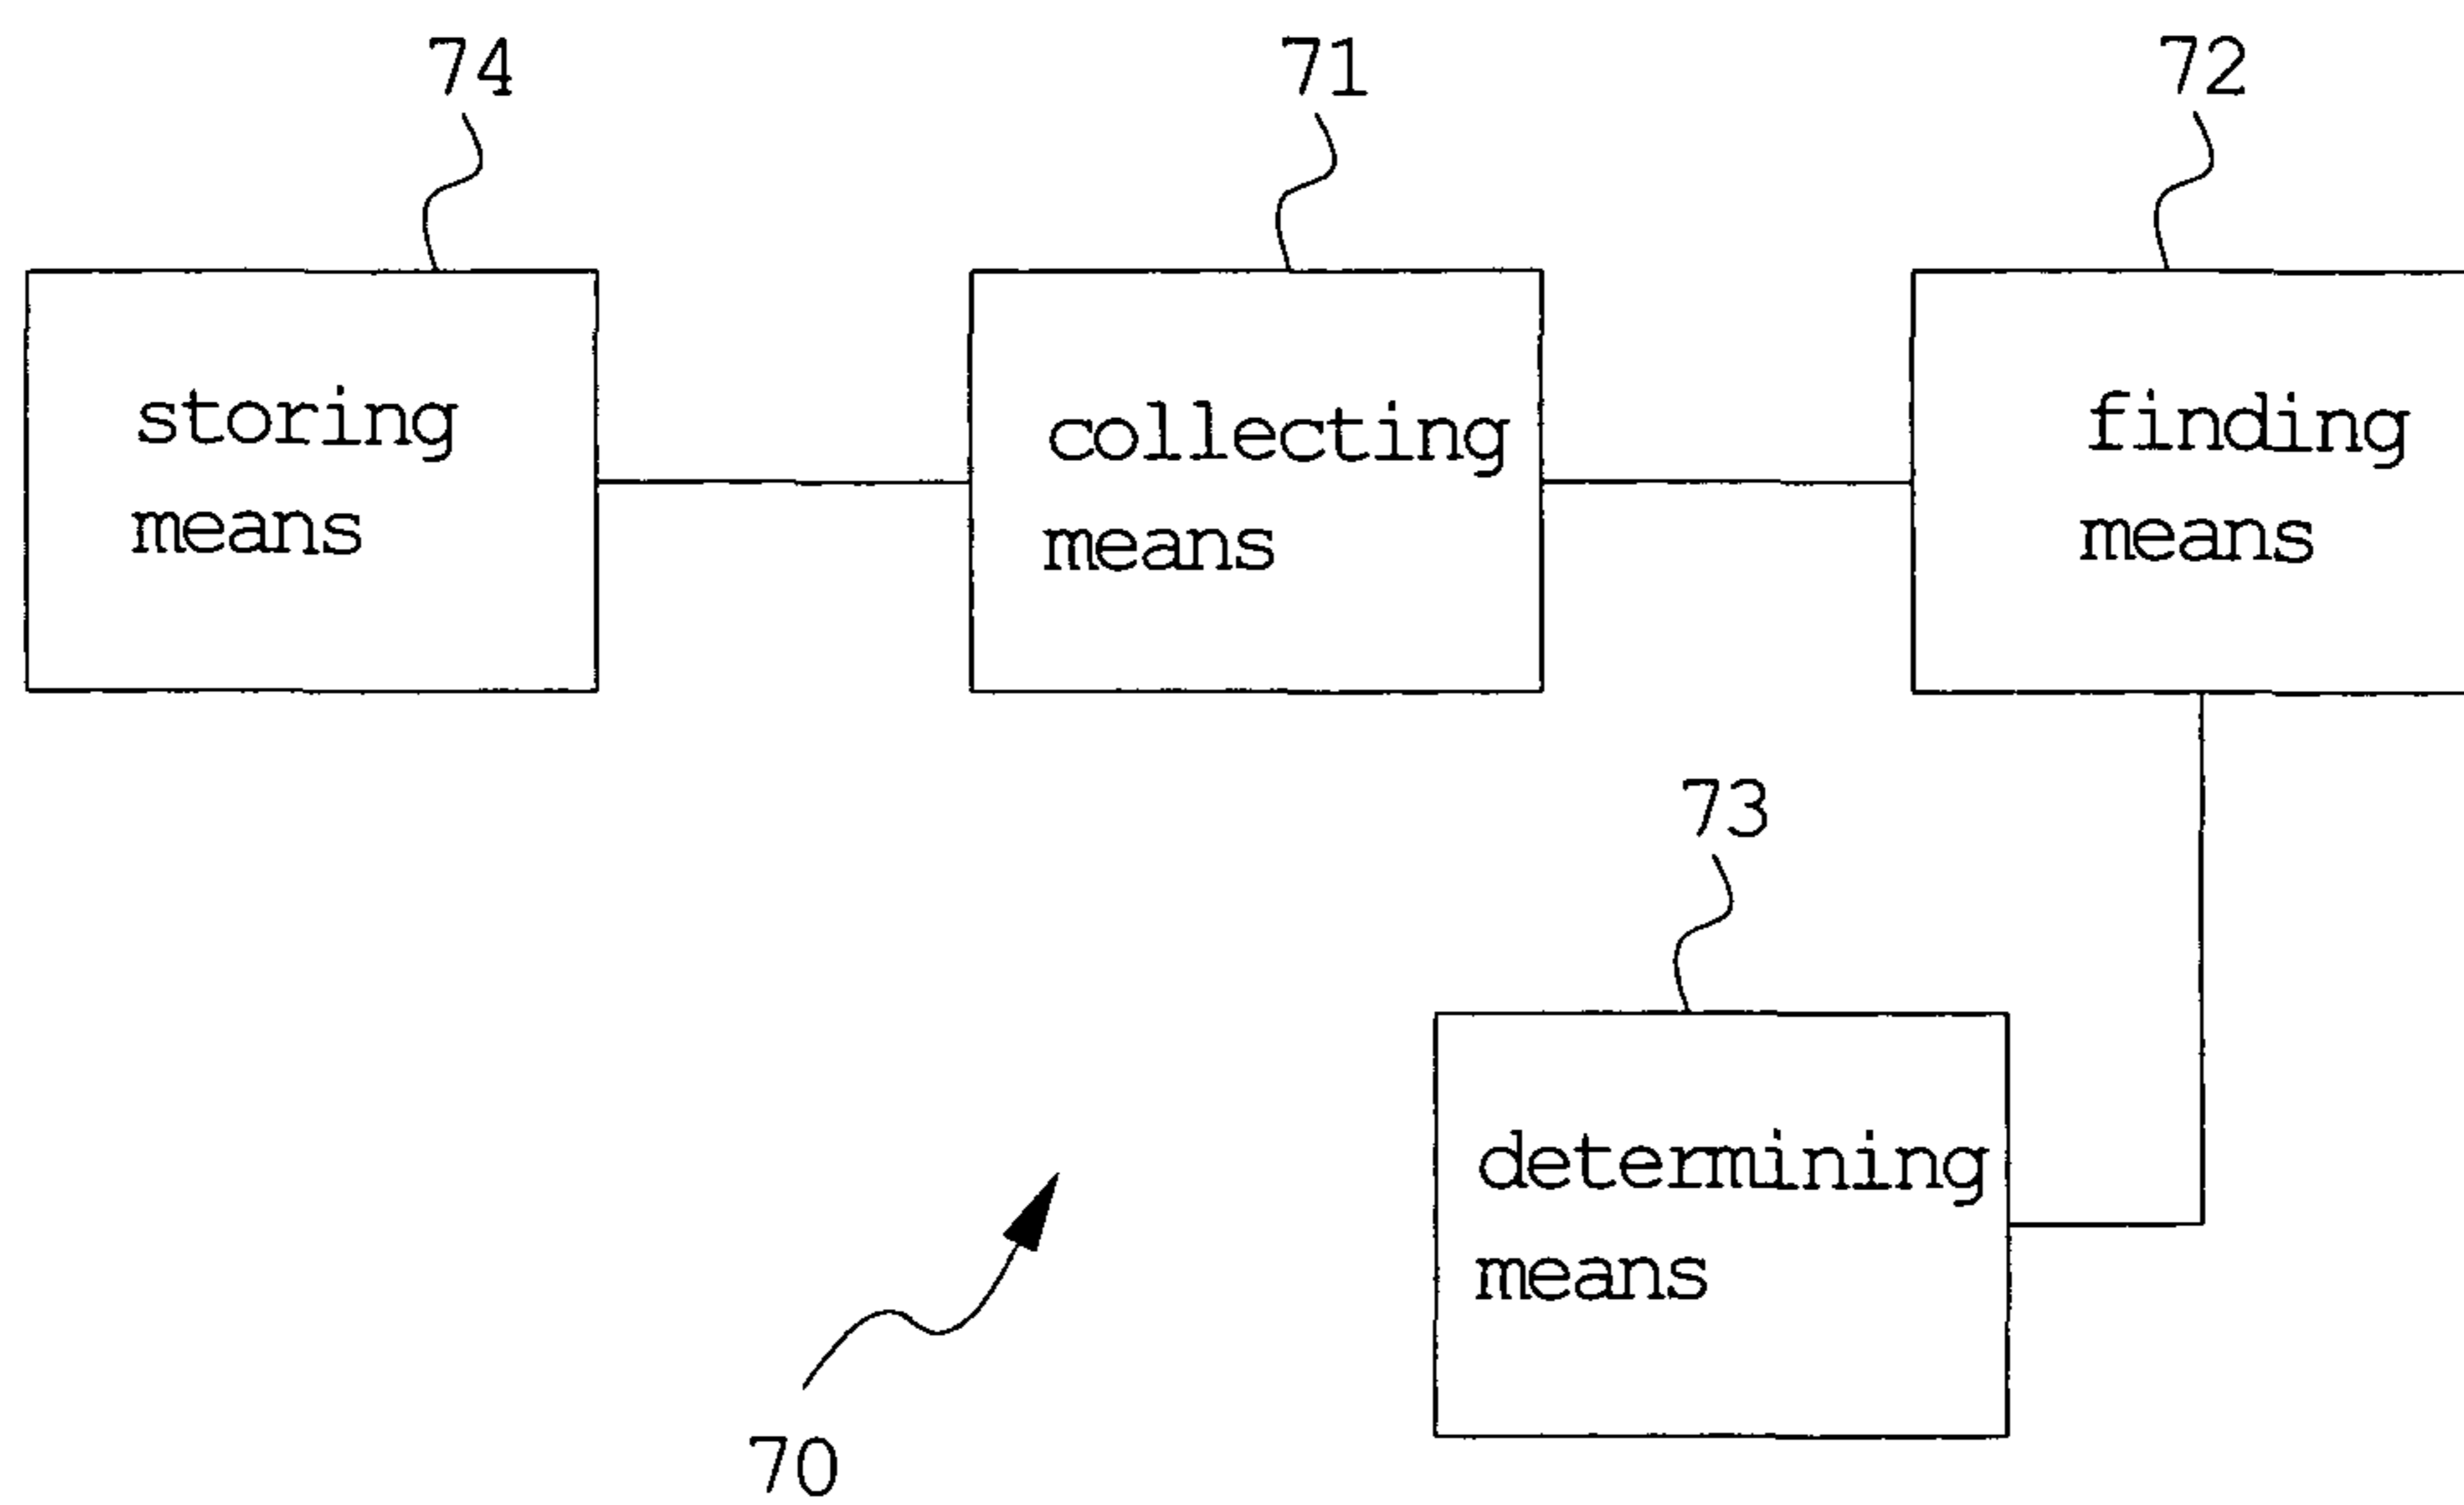 74
71
72
storing
means
collecting
means
finding
means
73
determining
means
70